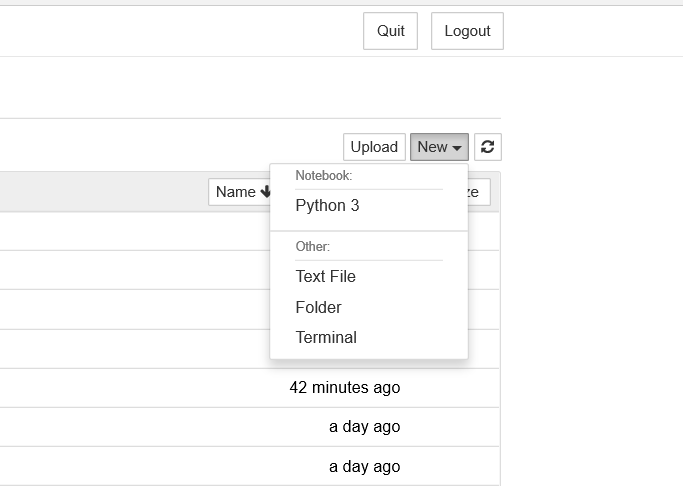 Quit Logout
Upload New
Notebook:
Name ze
Python 3
Other:
Text File
Folder
Terminal
42 minutes ago
a day ago
a day ago